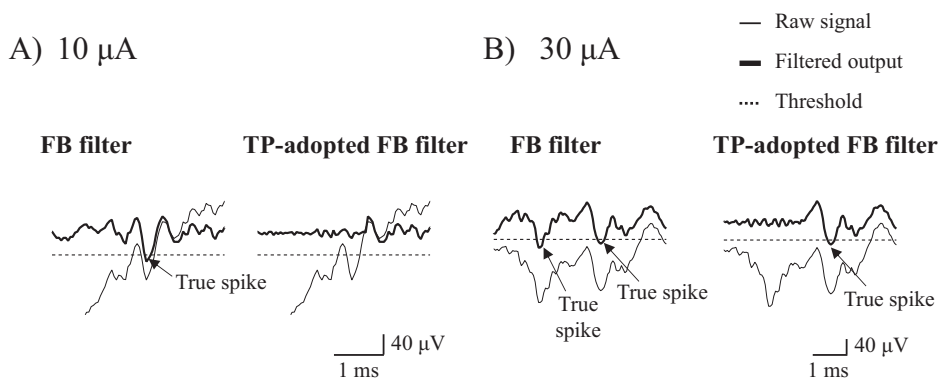 Raw signal
Filtered output
Threshold
A) 10 μA
B) 30 μA
FB filter
TP-adopted FB filter
FB filter
TP-adopted FB filter
True spike
True
spike
True spike
True spike
40 μV
1 ms
40 μV
1 ms